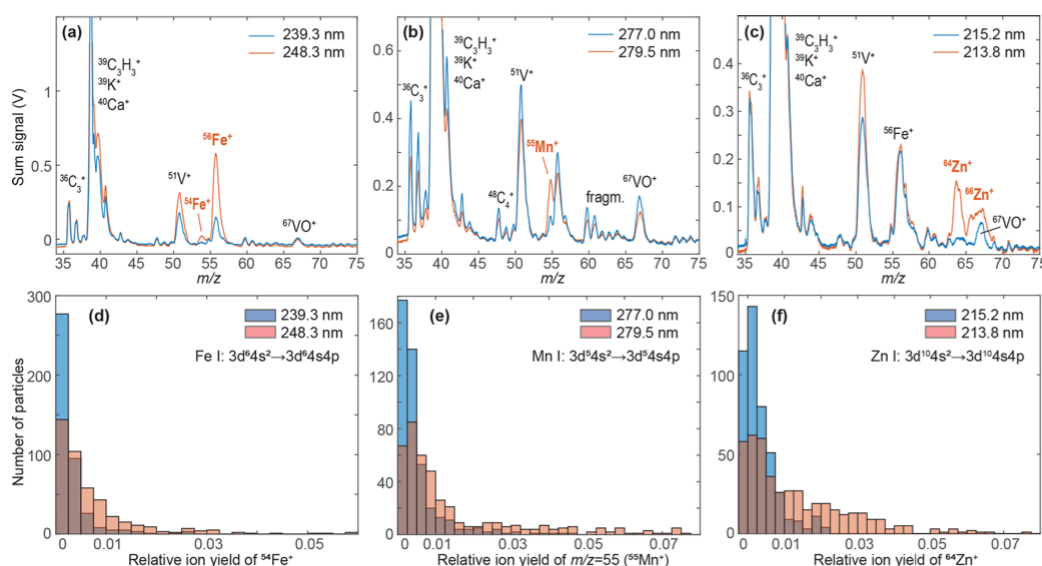 (a)
239.3 nm
248.3 nm
³⁹C₃H₃⁺
³⁹K⁺
⁴⁰Ca⁺
⁵⁶Fe⁺
³⁶C₃⁺
⁵¹V⁺
⁵⁴Fe⁺
⁶⁷VO⁺
Sum signal (V)
1
0.5
0
35 40 45 50 55 60 65 70 75
m/z
(b)
277.0 nm
279.5 nm
³⁹C₃H₃⁺
³⁹K⁺
⁴⁰Ca⁺
⁵¹V⁺
³⁶C₃⁺
⁵⁵Mn⁺
⁴⁸C₄⁺
fragm.
⁶⁷VO⁺
0.6
0.4
0.2
35 40 45 50 55 60 65 70 75
m/z
(c)
215.2 nm
213.8 nm
³⁹C₃H₃⁺
³⁹K⁺
⁴⁰Ca⁺
⁵¹V⁺
³⁶C₃⁺
⁵⁶Fe⁺
⁶⁴Zn⁺
⁶⁶Zn⁺
VO⁺
0.5
0.4
0.3
0.2
0.1
0
35 40 45 50 55 60 65 70 75
m/z
(d)
239.3 nm
248.3 nm
Fe I: 3d⁶4s²→3d⁶4s4p
Number of particles
300
200
100
0
0 0.01 0.03 0.05
Relative ion yield of ⁵⁴Fe⁺
(e)
277.0 nm
279.5 nm
Mn I: 3d⁵4s²→3d⁵4s4p
160
120
80
40
0
0 0.01 0.03 0.05 0.07
Relative ion yield of m/z=55 (⁵⁵Mn⁺)
(f)
215.2 nm
213.8 nm
Zn I: 3d¹⁰4s²→3d¹⁰4s4p
150
100
50
0
0 0.01 0.03 0.05 0.07
Relative ion yield of ⁶⁴Zn⁺